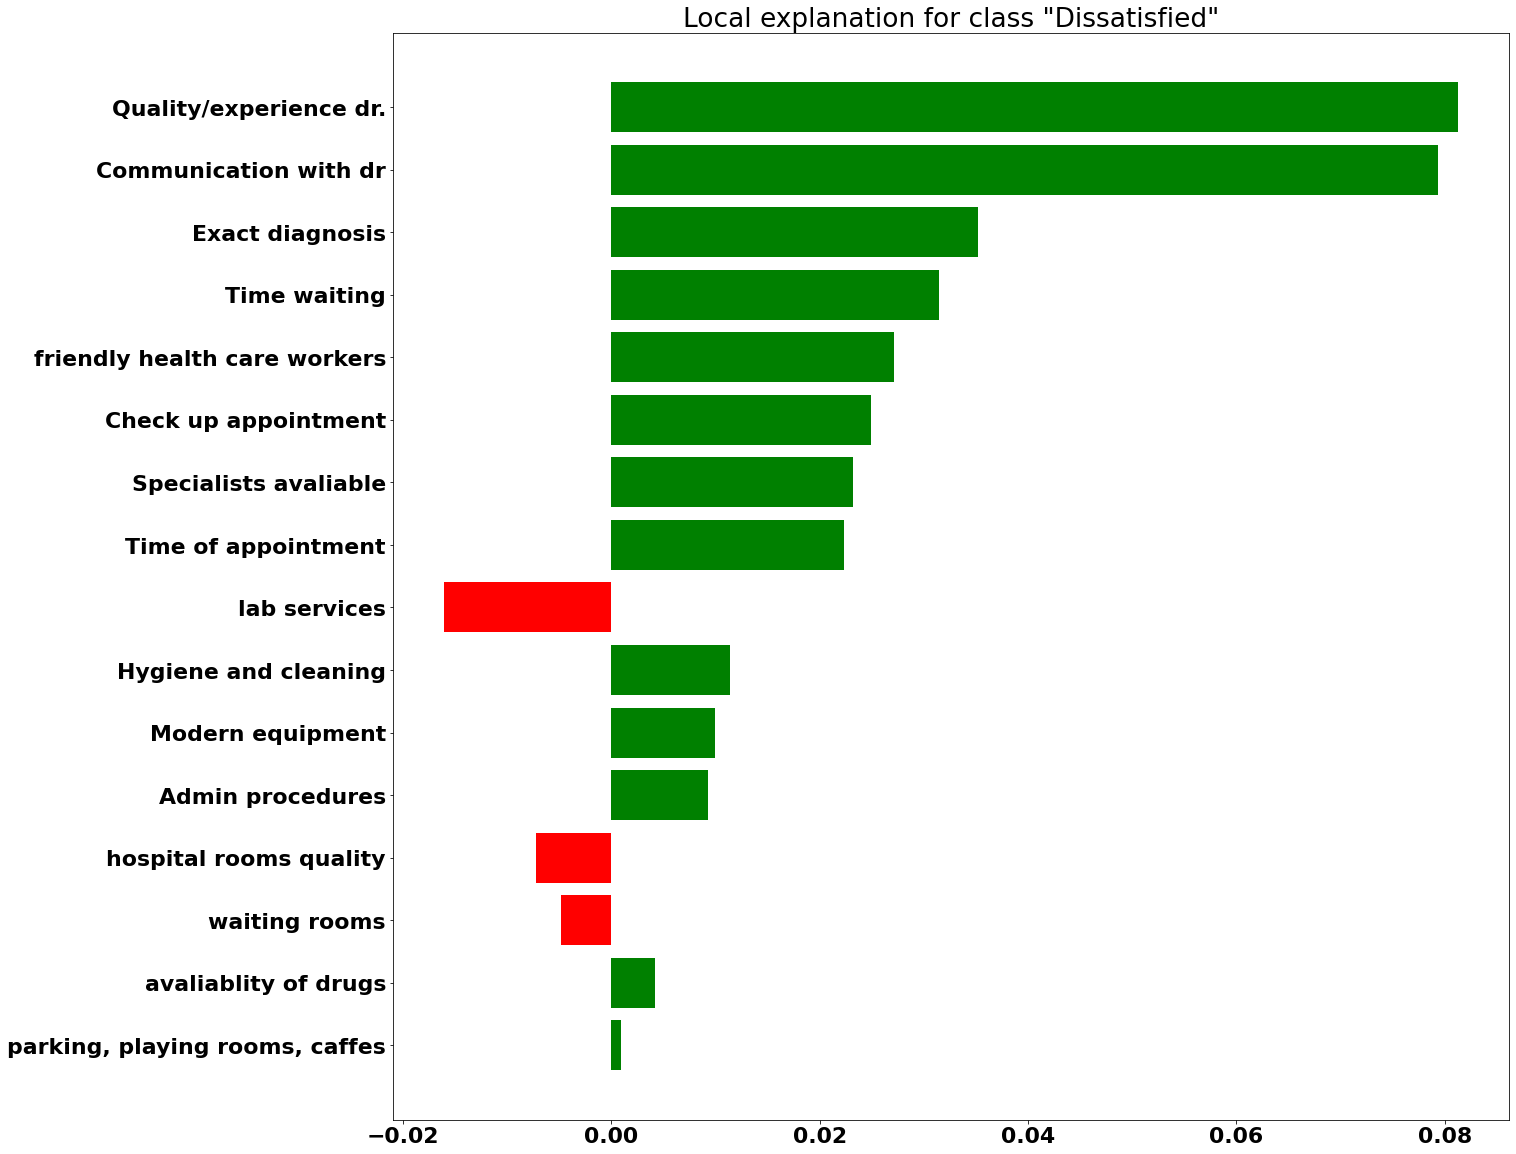 Local explanation for class "Dissatisfied"
Quality/experience dr.
Communication with dr
Exact diagnosis
Time waiting
friendly health care workers
Check up appointment
Specialists avaliable
Time of appointment
lab services
Hygiene and cleaning
Modern equipment
Admin procedures
hospital rooms quality
waiting rooms
avaliablity of drugs
parking, playing rooms, caffes
−0.02 0.00 0.02 0.04 0.06 0.08